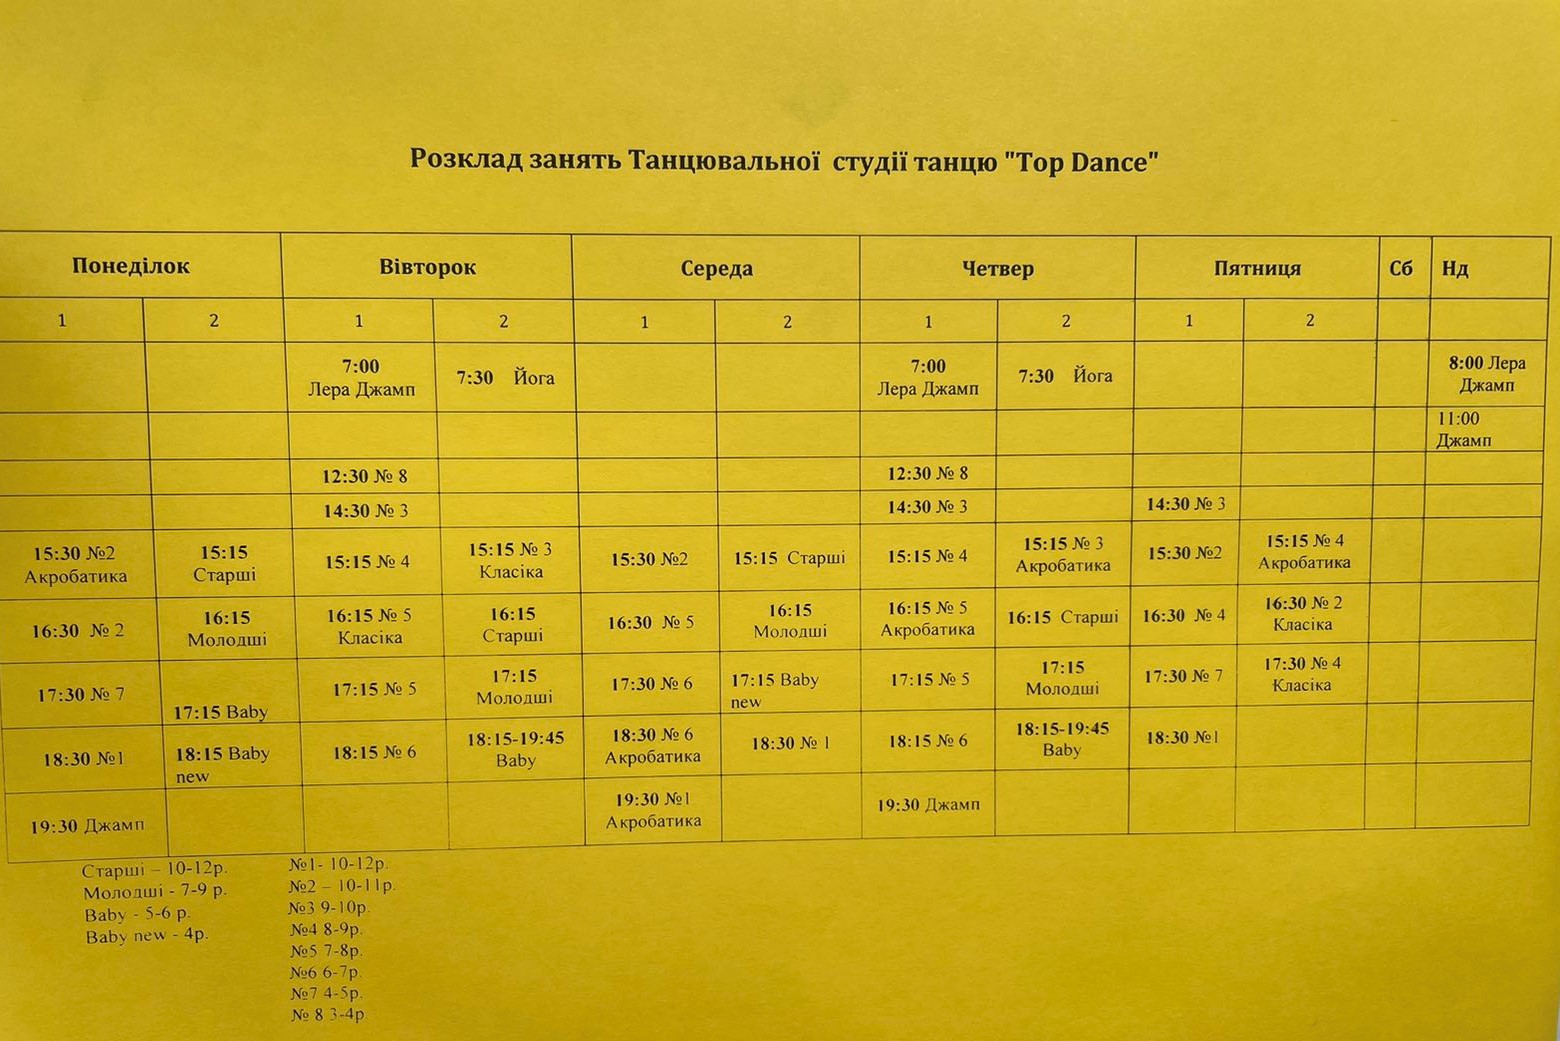 Розклад занять Танцювальної студії танцю "Top Dance"
Понеділок Вівторок Середа Четвер Пятниця Сб Нд
1 2 1 2 1 2 1 2 1 2
7:00 Лера Джамп 7:30 Йога 7:00 Лера Джамп 7:30 Йога 8:00 Лера Джамп
11:00 Джамп
12:30 № 8 12:30 № 8
14:30 № 3 14:30 № 3 14:30 № 3
15:30 №2 Акробатика 15:15 Старші 15:15 № 4 15:15 № 3 Класіка 15:30 №2 15:15 Старші 15:15 № 4 15:15 № 3 Акробатика 15:30 №2 15:15 № 4 Акробатика
16:30 № 2 16:15 Молодші 16:15 № 5 Класіка 16:15 Старші 16:30 № 5 16:15 Молодші 16:15 № 5 Акробатика 16:15 Старші 16:30 № 4 16:30 № 2 Класіка
17:30 № 7 17:15 Baby 17:15 № 5 17:15 Молодші 17:30 № 6 17:15 Baby new 17:15 № 5 17:15 Молодші 17:30 № 7 17:30 № 4 Класіка
18:30 №1 18:15 Baby new 18:15 № 6 18:15-19:45 Baby 18:30 № 6 Акробатика 18:30 № 1 18:15 № 6 18:15-19:45 Baby 18:30 №1
19:30 Джамп 19:30 №1 Акробатика 19:30 Джамп
Старші – 10-12р.
Молодші - 7-9 р.
Baby - 5-6 р.
Baby new - 4р.
№1- 10-12р.
№2 – 10-11р.
№3 9-10р.
№4 8-9р.
№5 7-8р.
№6 6-7р.
№7 4-5р.
№ 8 3-4р.